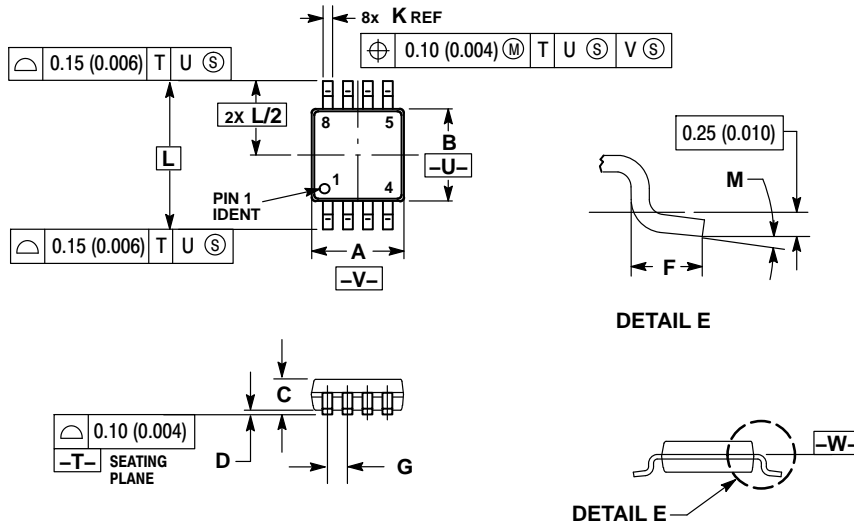 8x K REF
⌖ 0.10 (0.004) Ⓜ T U Ⓢ V Ⓢ
⌓ 0.15 (0.006) T U Ⓢ
2X L/2
8 5
B
–U–
L
PIN 1
IDENT
1 4
⌓ 0.15 (0.006) T U Ⓢ
A
–V–
0.25 (0.010)
M
F
DETAIL E
C
⌓ 0.10 (0.004)
–T– SEATING
PLANE
D
G
–W–
DETAIL E